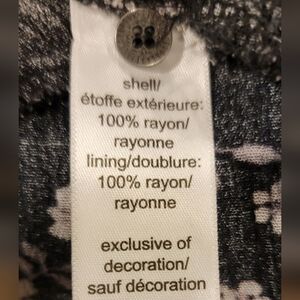 shell/
étoffe extérieure:
100% rayon/
rayonne
lining/doublure:
100% rayon/
rayonne
exclusive of
decoration/
sauf décoration